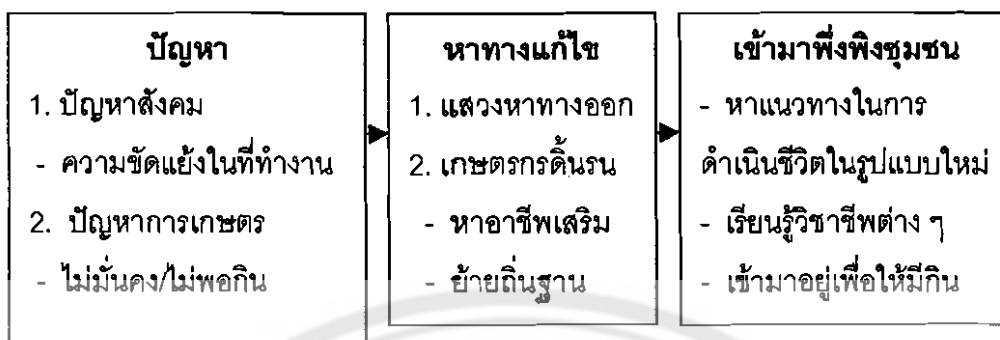 ปัญหา
1. ปัญหาสังคม
- ความขัดแย้งในที่ทำงาน
2. ปัญหาการเกษตร
- ไม่มั่นคง/ไม่พอกิน
หาทางแก้ไข
1. แสวงหาทางออก
2. เกษตรกรดิ้นรน
- หาอาชีพเสริม
- ย้ายถิ่นฐาน
เข้ามาพึ่งพิงชุมชน
- หาแนวทางในการ
ดำเนินชีวิตในรูปแบบใหม่
- เรียนรู้วิชาชีพต่าง ๆ
- เข้ามาอยู่เพื่อให้มีกิน